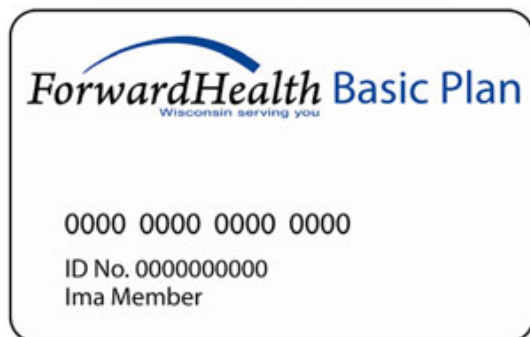 ForwardHealth Basic Plan
Wisconsin serving you
0000 0000 0000 0000
ID No. 0000000000
Ima Member